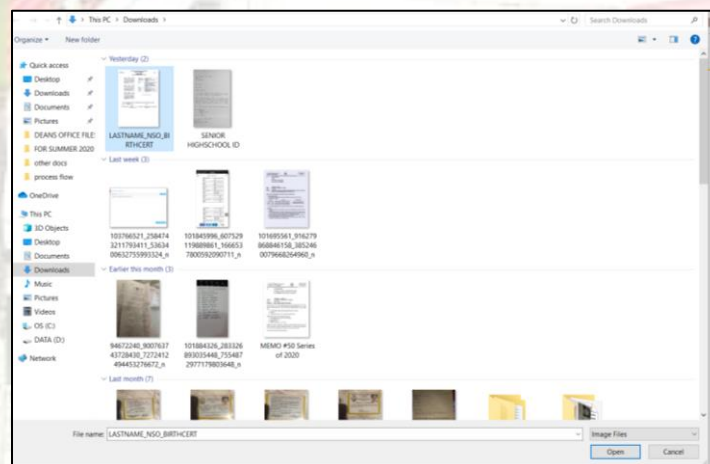 This PC › Downloads ›
Search Downloads
Organize
New folder
Quick access
Desktop
Downloads
Documents
Pictures
DEANS OFFICE FILE
FOR SUMMER 2020
other docs
process flow
OneDrive
This PC
3D Objects
Desktop
Documents
Downloads
Music
Pictures
Videos
OS (C:)
DATA (D:)
Network
Yesterday (2)
LASTNAME_NSO_BI
RTHCERT
SENIOR
HIGHSCHOOL ID
Last week (3)
103766521_258474
3211793411_53634
00632755993324_n
101845996_607529
119889861_166653
7800592090711_n
101695561_916279
868846158_385246
0079668264960_n
Earlier this month (3)
94672240_9007637
43728430_7272412
494453276672_n
101884326_283326
893035448_755487
2977179803648_n
MEMO #50 Series
of 2020
Last month (7)
File name:
LASTNAME_NSO_BIRTHCERT
Image Files
Open
Cancel